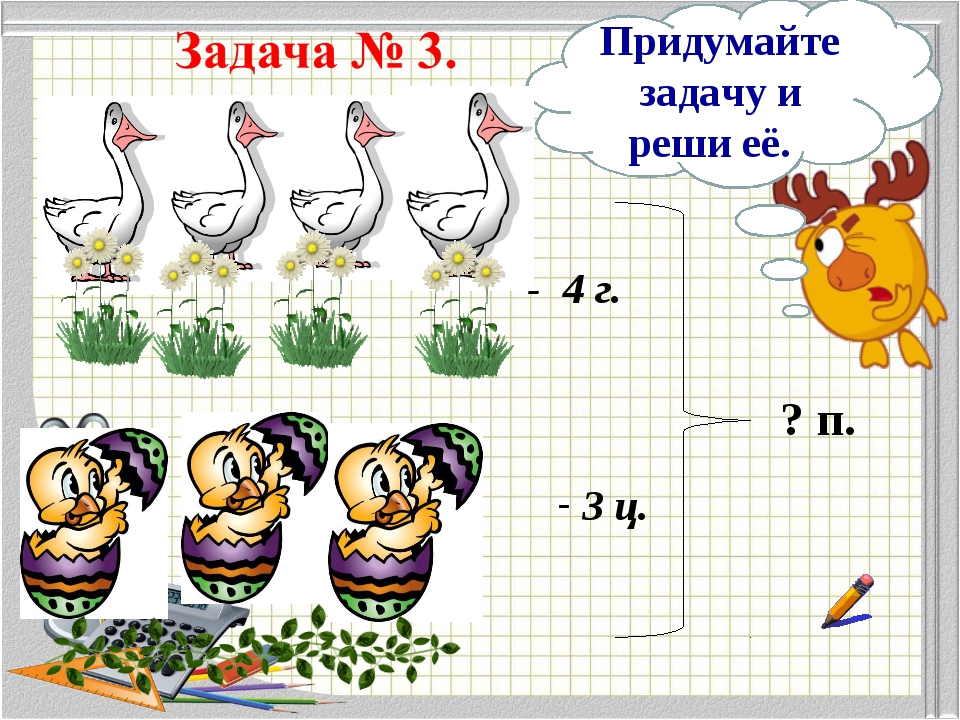 Задача № 3.
Придумайте
задачу и
реши её.
- 4 г.
? п.
- 3 ц.